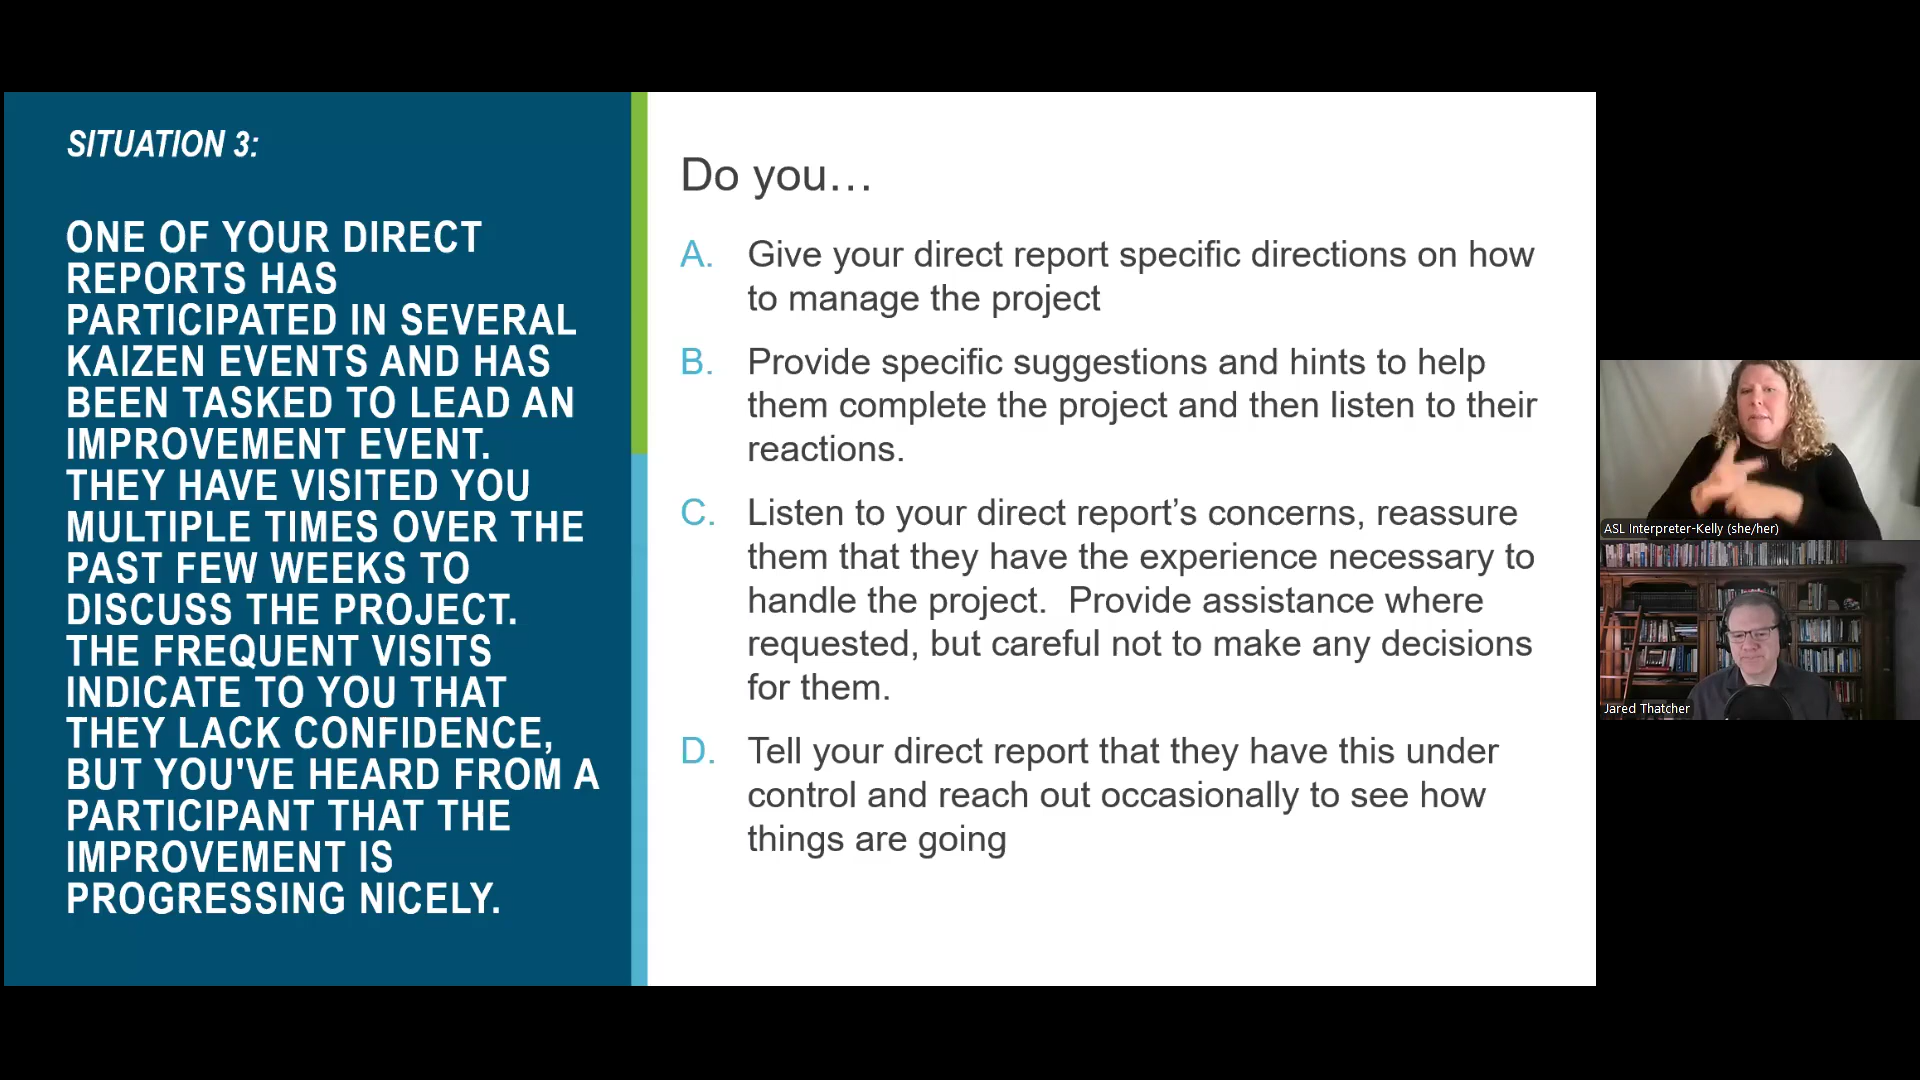 SITUATION 3:
ONE OF YOUR DIRECT
REPORTS HAS
PARTICIPATED IN SEVERAL
KAIZEN EVENTS AND HAS
BEEN TASKED TO LEAD AN
IMPROVEMENT EVENT.
THEY HAVE VISITED YOU
MULTIPLE TIMES OVER THE
PAST FEW WEEKS TO
DISCUSS THE PROJECT.
THE FREQUENT VISITS
INDICATE TO YOU THAT
THEY LACK CONFIDENCE,
BUT YOU'VE HEARD FROM A
PARTICIPANT THAT THE
IMPROVEMENT IS
PROGRESSING NICELY.
Do you…
A. Give your direct report specific directions on how
to manage the project
B. Provide specific suggestions and hints to help
them complete the project and then listen to their
reactions.
C. Listen to your direct report’s concerns, reassure
them that they have the experience necessary to
handle the project.  Provide assistance where
requested, but careful not to make any decisions
for them.
D. Tell your direct report that they have this under
control and reach out occasionally to see how
things are going
ASL Interpreter-Kelly (she/her)
Jared Thatcher